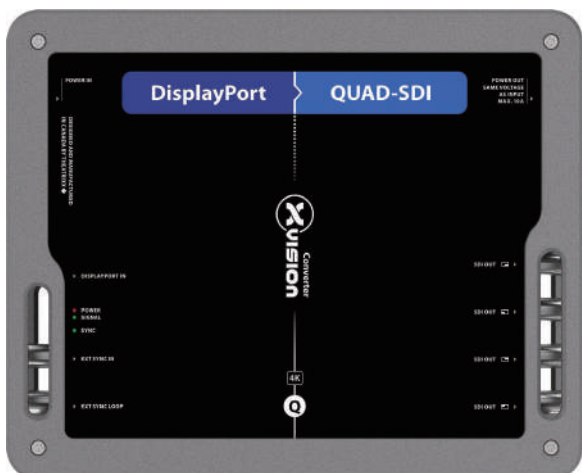 POWER IN
DisplayPort
QUAD-SDI
POWER OUT
SAME VOLTAGE
AS INPUT
MAX. 10A
DESIGNED AND MANUFACTURED
IN CANADA BY THEATRIXX
X VISION
Converter
DISPLAYPORT IN
POWER
SIGNAL
SYNC
EXT SYNC IN
EXT SYNC LOOP
SDI OUT
SDI OUT
SDI OUT
SDI OUT
4K
Q